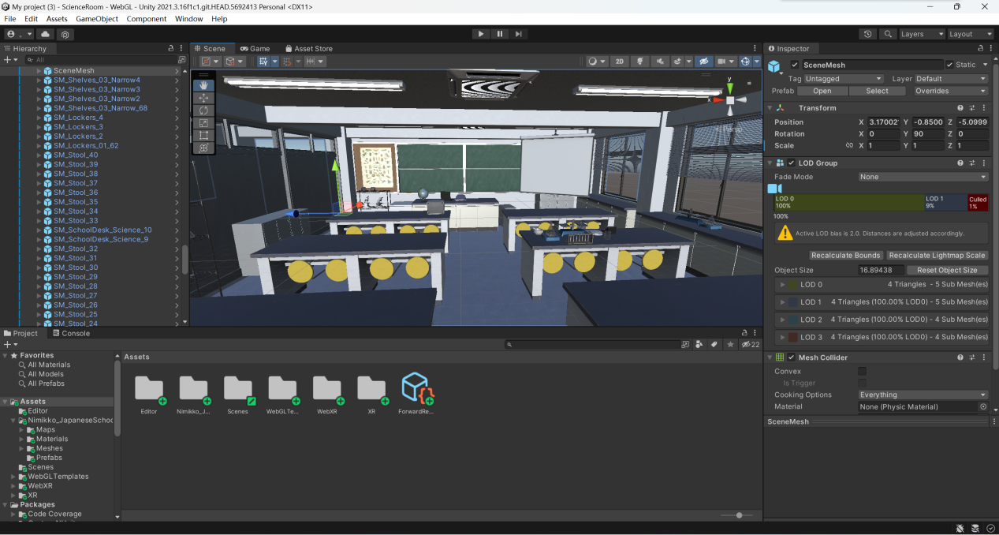 My project (3) - ScienceRoom - WebGL - Unity 2021.3.16f1c1.git.HEAD.5692413 Personal <DX11>
File Edit Assets GameObject Component Window Help
Layers Layout
Hierarchy
All
SceneMesh
SM_Shelves_03_Narrow4
SM_Shelves_03_Narrow3
SM_Shelves_03_Narrow2
SM_Shelves_03_Narrow_68
SM_Lockers_4
SM_Lockers_3
SM_Lockers_2
SM_Lockers_01_62
SM_Stool_40
SM_Stool_39
SM_Stool_38
SM_Stool_37
SM_Stool_36
SM_Stool_35
SM_Stool_34
SM_Stool_33
SM_SchoolDesk_Science_10
SM_SchoolDesk_Science_9
SM_Stool_32
SM_Stool_31
SM_Stool_30
SM_Stool_29
SM_Stool_28
SM_Stool_27
SM_Stool_26
SM_Stool_25
SM_Stool_24
Scene Game Asset Store
2D
y
x
Persp
Inspector
SceneMesh Static
Tag Untagged Layer Default
Prefab Open Select Overrides
Transform
Position X 3.17002 Y -0.8500 Z -5.0999
Rotation X 0 Y 90 Z 0
Scale X 1 Y 1 Z 1
LOD Group
Fade Mode None
LOD 0 LOD 1 Culled
100% 9% 1%
100%
Active LOD bias is 2.0. Distances are adjusted accordingly.
Recalculate Bounds Recalculate Lightmap Scale
Object Size 16.89438 Reset Object Size
LOD 0 4 Triangles - 5 Sub Mesh(es)
LOD 1 4 Triangles (100.00% LOD0) - 5 Sub Mesh(es)
LOD 2 4 Triangles (100.00% LOD0) - 4 Sub Mesh(es)
LOD 3 4 Triangles (100.00% LOD0) - 4 Sub Mesh(es)
Mesh Collider
Convex
Is Trigger
Cooking Options Everything
Material None (Physic Material)
SceneMesh
Project Console
22
Favorites
All Materials
All Models
All Prefabs
Assets
Editor
Nimikko_JapaneseSchoo
Maps
Materials
Meshes
Prefabs
Scenes
WebGLTemplates
WebXR
XR
Packages
Code Coverage
Assets
Editor Nimikko_J... Scenes WebGLTe... WebXR XR ForwardRe...